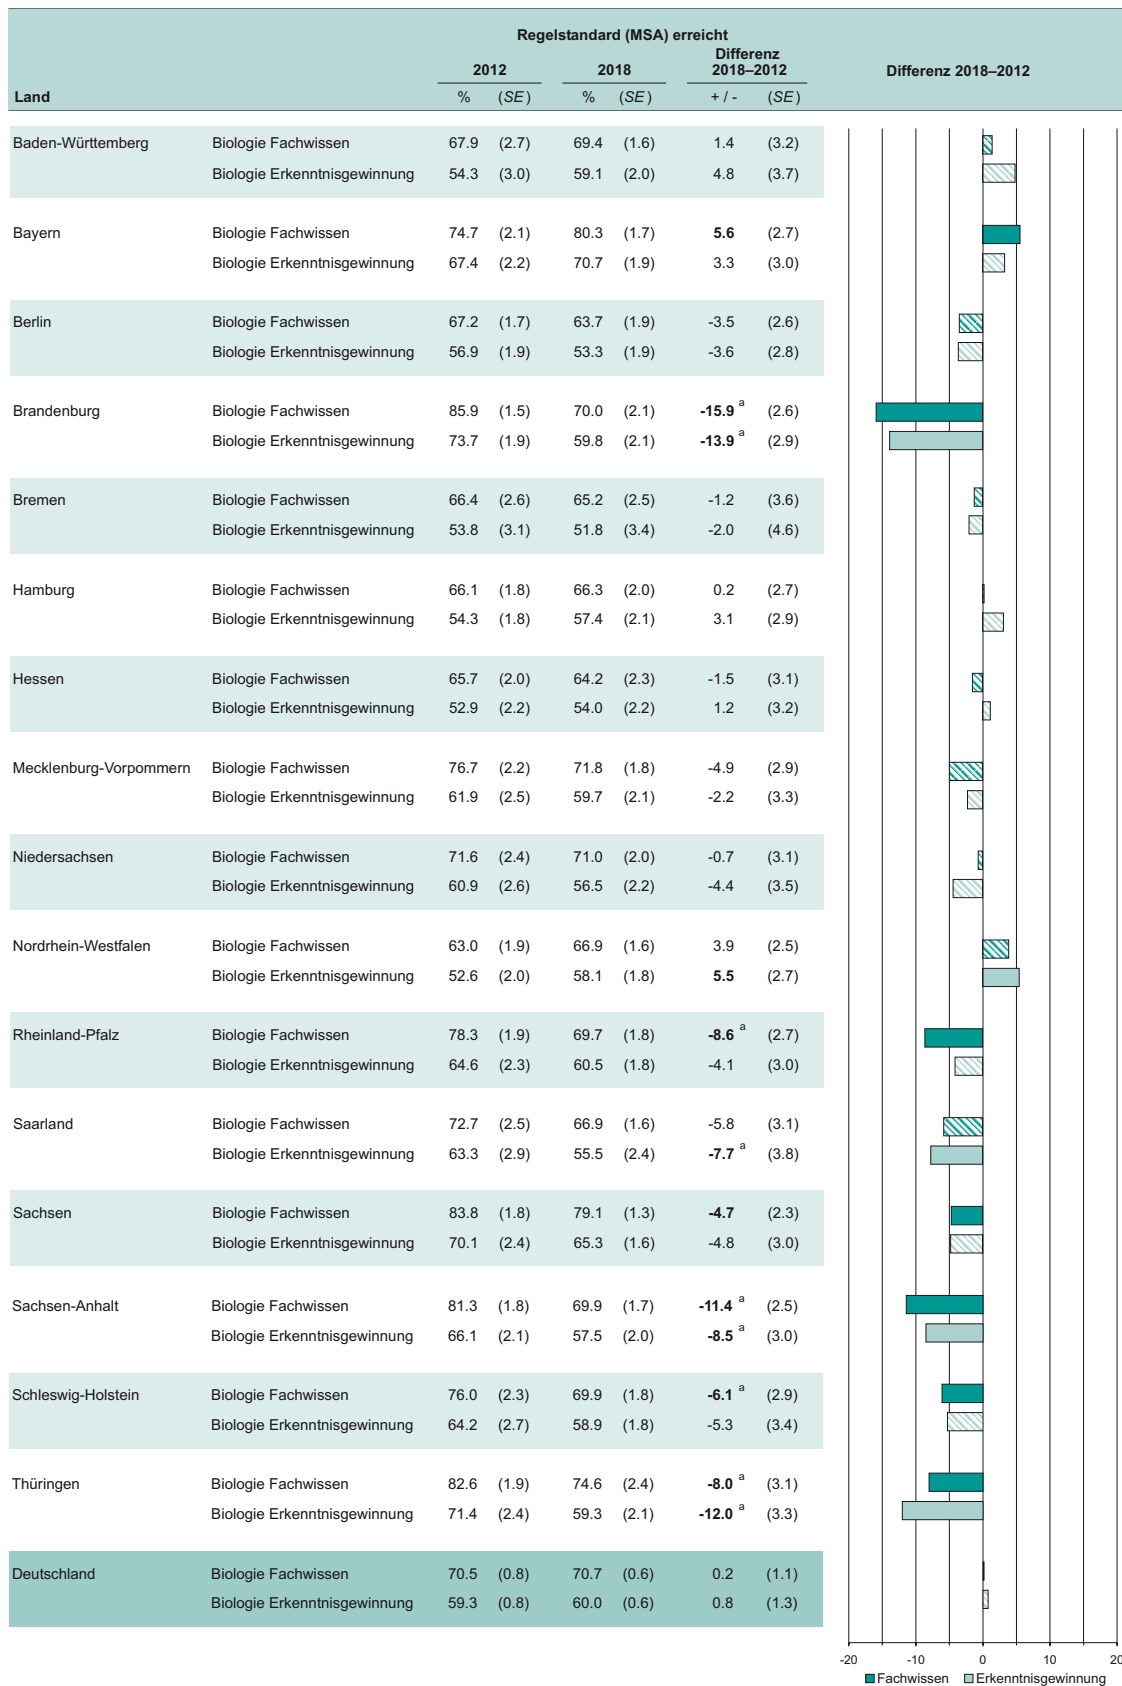 Regelstandard (MSA) erreicht
2012 2018 Differenz 2018–2012 Differenz 2018–2012
Land % (SE) % (SE) + / - (SE)
Baden-Württemberg Biologie Fachwissen 67.9 (2.7) 69.4 (1.6) 1.4 (3.2)
Biologie Erkenntnisgewinnung 54.3 (3.0) 59.1 (2.0) 4.8 (3.7)
Bayern Biologie Fachwissen 74.7 (2.1) 80.3 (1.7) 5.6 (2.7)
Biologie Erkenntnisgewinnung 67.4 (2.2) 70.7 (1.9) 3.3 (3.0)
Berlin Biologie Fachwissen 67.2 (1.7) 63.7 (1.9) -3.5 (2.6)
Biologie Erkenntnisgewinnung 56.9 (1.9) 53.3 (1.9) -3.6 (2.8)
Brandenburg Biologie Fachwissen 85.9 (1.5) 70.0 (2.1) -15.9 a (2.6)
Biologie Erkenntnisgewinnung 73.7 (1.9) 59.8 (2.1) -13.9 a (2.9)
Bremen Biologie Fachwissen 66.4 (2.6) 65.2 (2.5) -1.2 (3.6)
Biologie Erkenntnisgewinnung 53.8 (3.1) 51.8 (3.4) -2.0 (4.6)
Hamburg Biologie Fachwissen 66.1 (1.8) 66.3 (2.0) 0.2 (2.7)
Biologie Erkenntnisgewinnung 54.3 (1.8) 57.4 (2.1) 3.1 (2.9)
Hessen Biologie Fachwissen 65.7 (2.0) 64.2 (2.3) -1.5 (3.1)
Biologie Erkenntnisgewinnung 52.9 (2.2) 54.0 (2.2) 1.2 (3.2)
Mecklenburg-Vorpommern Biologie Fachwissen 76.7 (2.2) 71.8 (1.8) -4.9 (2.9)
Biologie Erkenntnisgewinnung 61.9 (2.5) 59.7 (2.1) -2.2 (3.3)
Niedersachsen Biologie Fachwissen 71.6 (2.4) 71.0 (2.0) -0.7 (3.1)
Biologie Erkenntnisgewinnung 60.9 (2.6) 56.5 (2.2) -4.4 (3.5)
Nordrhein-Westfalen Biologie Fachwissen 63.0 (1.9) 66.9 (1.6) 3.9 (2.5)
Biologie Erkenntnisgewinnung 52.6 (2.0) 58.1 (1.8) 5.5 (2.7)
Rheinland-Pfalz Biologie Fachwissen 78.3 (1.9) 69.7 (1.8) -8.6 a (2.7)
Biologie Erkenntnisgewinnung 64.6 (2.3) 60.5 (1.8) -4.1 (3.0)
Saarland Biologie Fachwissen 72.7 (2.5) 66.9 (1.6) -5.8 (3.1)
Biologie Erkenntnisgewinnung 63.3 (2.9) 55.5 (2.4) -7.7 a (3.8)
Sachsen Biologie Fachwissen 83.8 (1.8) 79.1 (1.3) -4.7 (2.3)
Biologie Erkenntnisgewinnung 70.1 (2.4) 65.3 (1.6) -4.8 (3.0)
Sachsen-Anhalt Biologie Fachwissen 81.3 (1.8) 69.9 (1.7) -11.4 a (2.5)
Biologie Erkenntnisgewinnung 66.1 (2.1) 57.5 (2.0) -8.5 a (3.0)
Schleswig-Holstein Biologie Fachwissen 76.0 (2.3) 69.9 (1.8) -6.1 a (2.9)
Biologie Erkenntnisgewinnung 64.2 (2.7) 58.9 (1.8) -5.3 (3.4)
Thüringen Biologie Fachwissen 82.6 (1.9) 74.6 (2.4) -8.0 a (3.1)
Biologie Erkenntnisgewinnung 71.4 (2.4) 59.3 (2.1) -12.0 a (3.3)
Deutschland Biologie Fachwissen 70.5 (0.8) 70.7 (0.6) 0.2 (1.1)
Biologie Erkenntnisgewinnung 59.3 (0.8) 60.0 (0.6) 0.8 (1.3)
-20 -10 0 10 20
Fachwissen Erkenntnisgewinnung